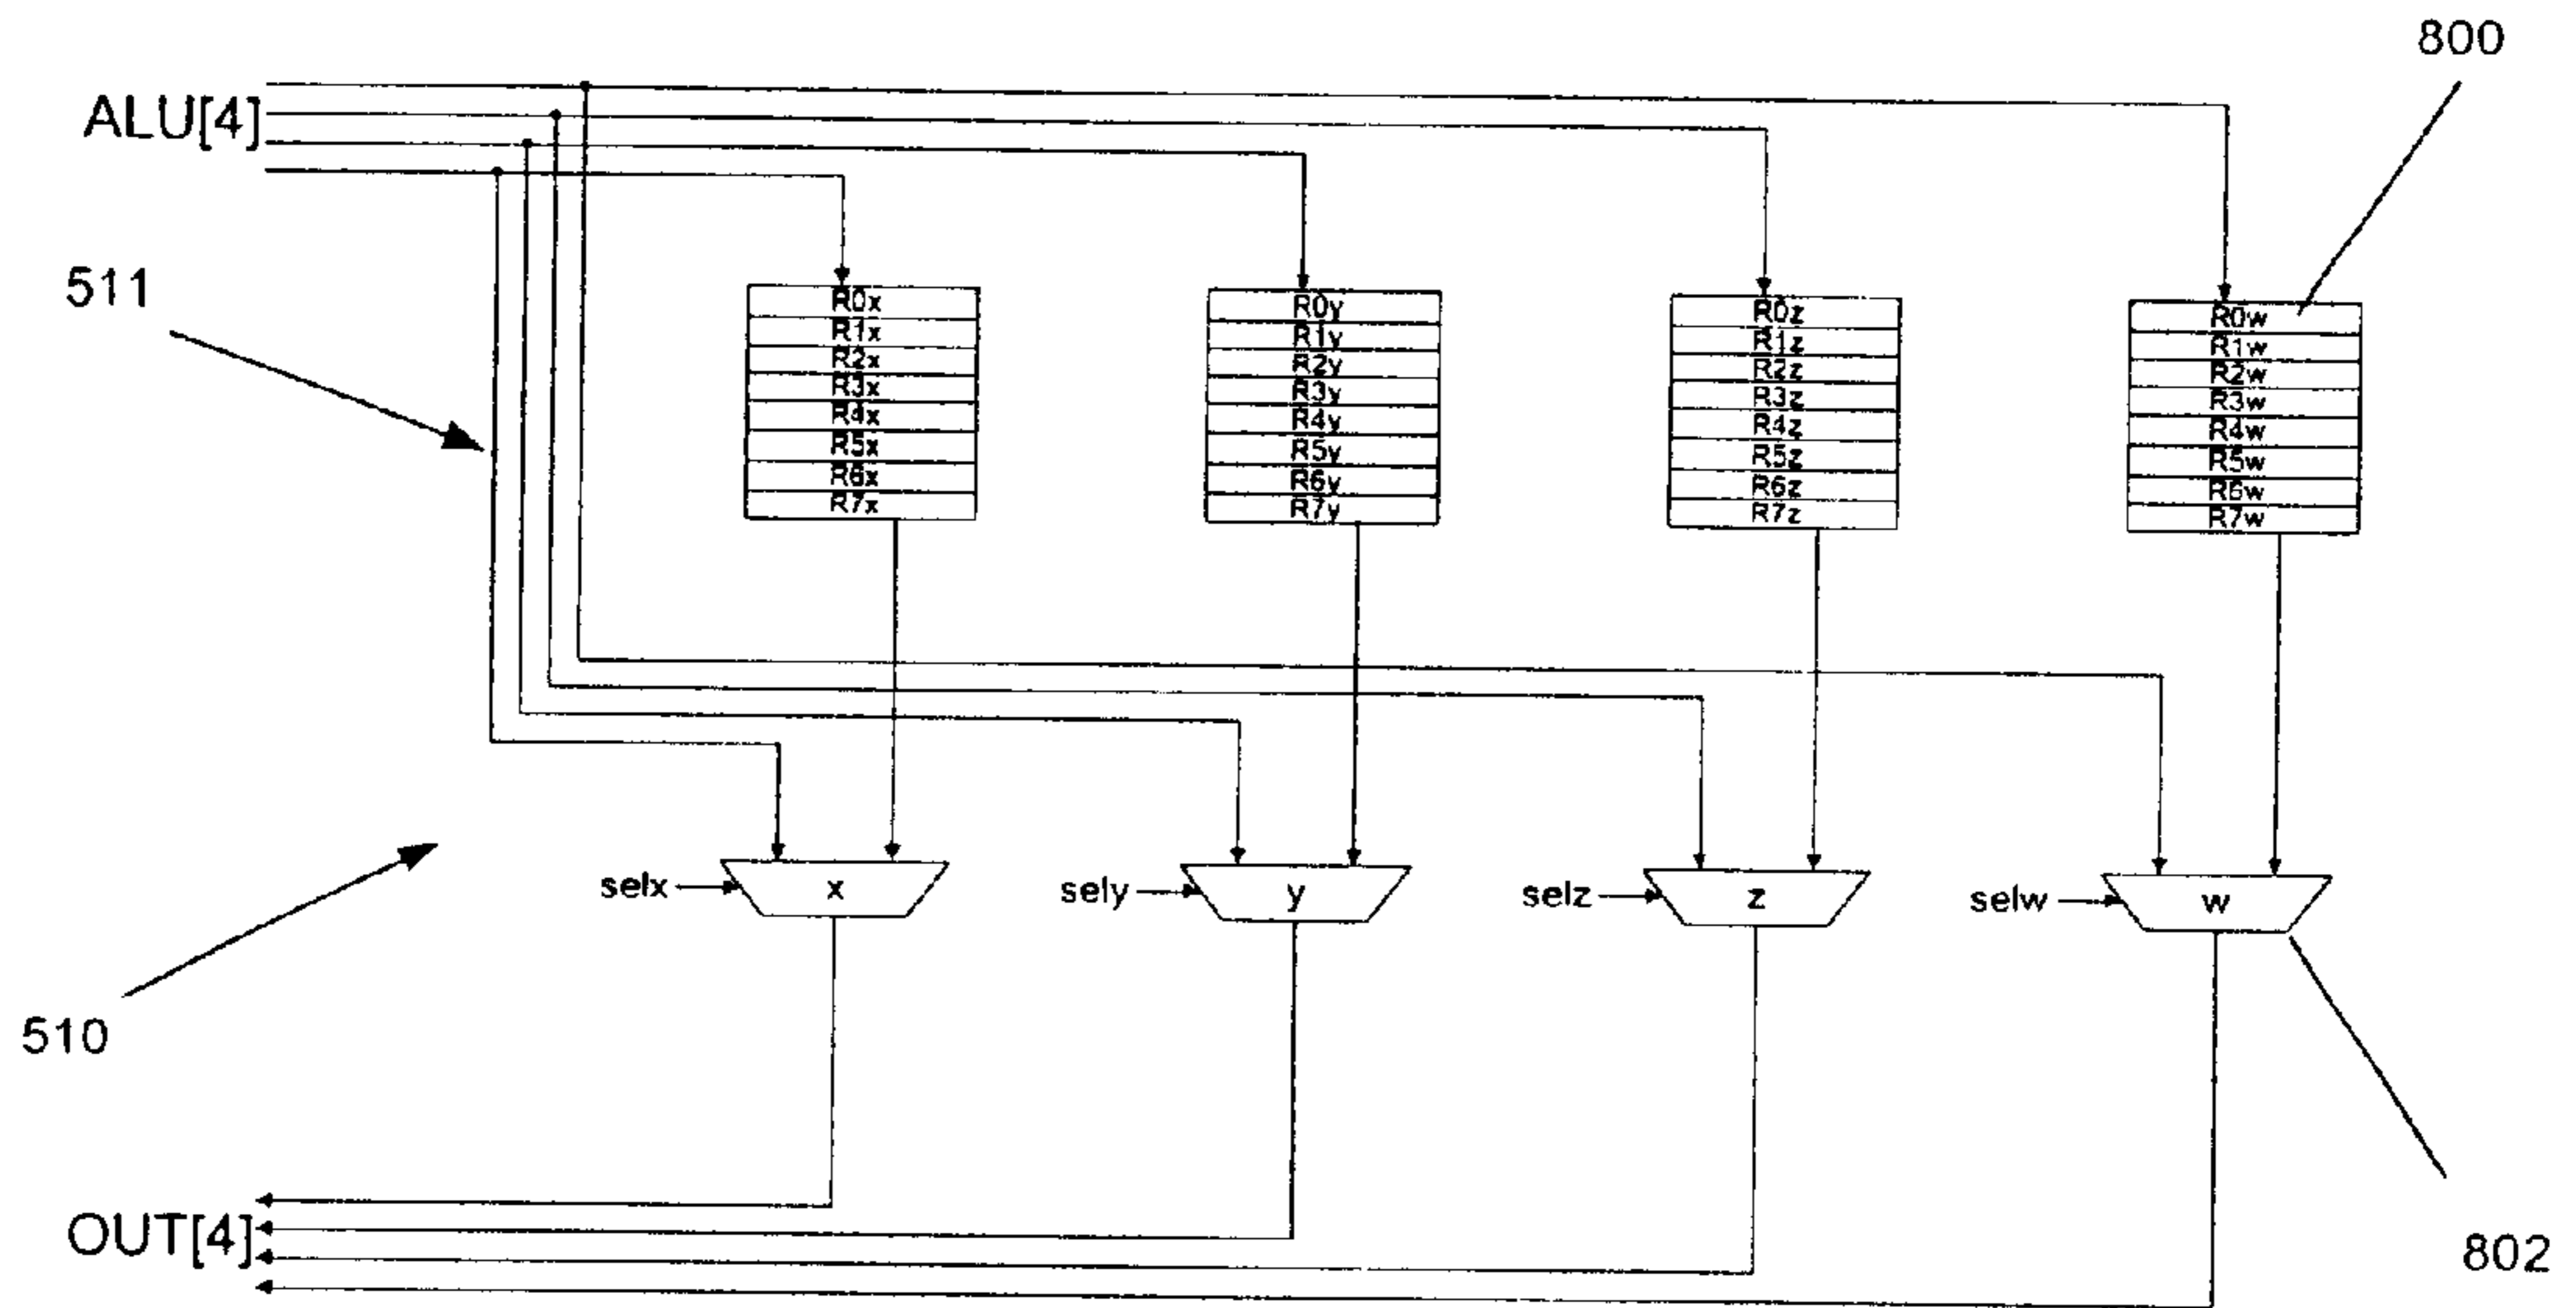 800
ALU[4]
511
R0x
R1x
R2x
R3x
R4x
R5x
R6x
R7x
R0y
R1y
R2y
R3y
R4y
R5y
R6y
R7y
R0z
R1z
R2z
R3z
R4z
R5z
R6z
R7z
R0w
R1w
R2w
R3w
R4w
R5w
R6w
R7w
selx
x
sely
y
selz
z
selw
w
510
OUT[4]
802